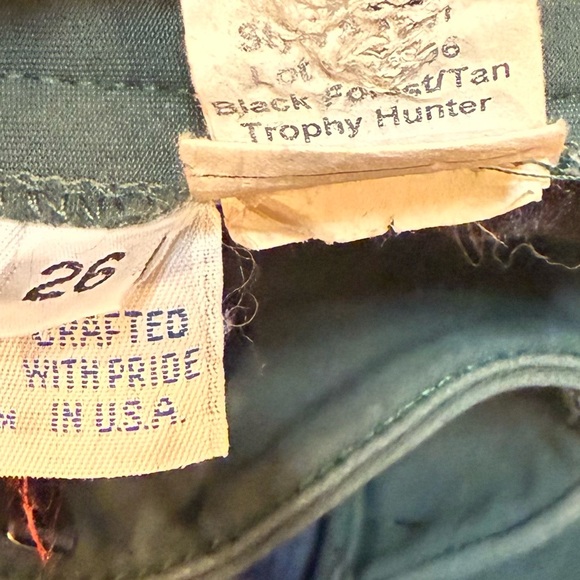 Lot
Black Forest/Tan
Trophy Hunter
26
CRAFTED
WITH PRIDE
IN U.S.A.